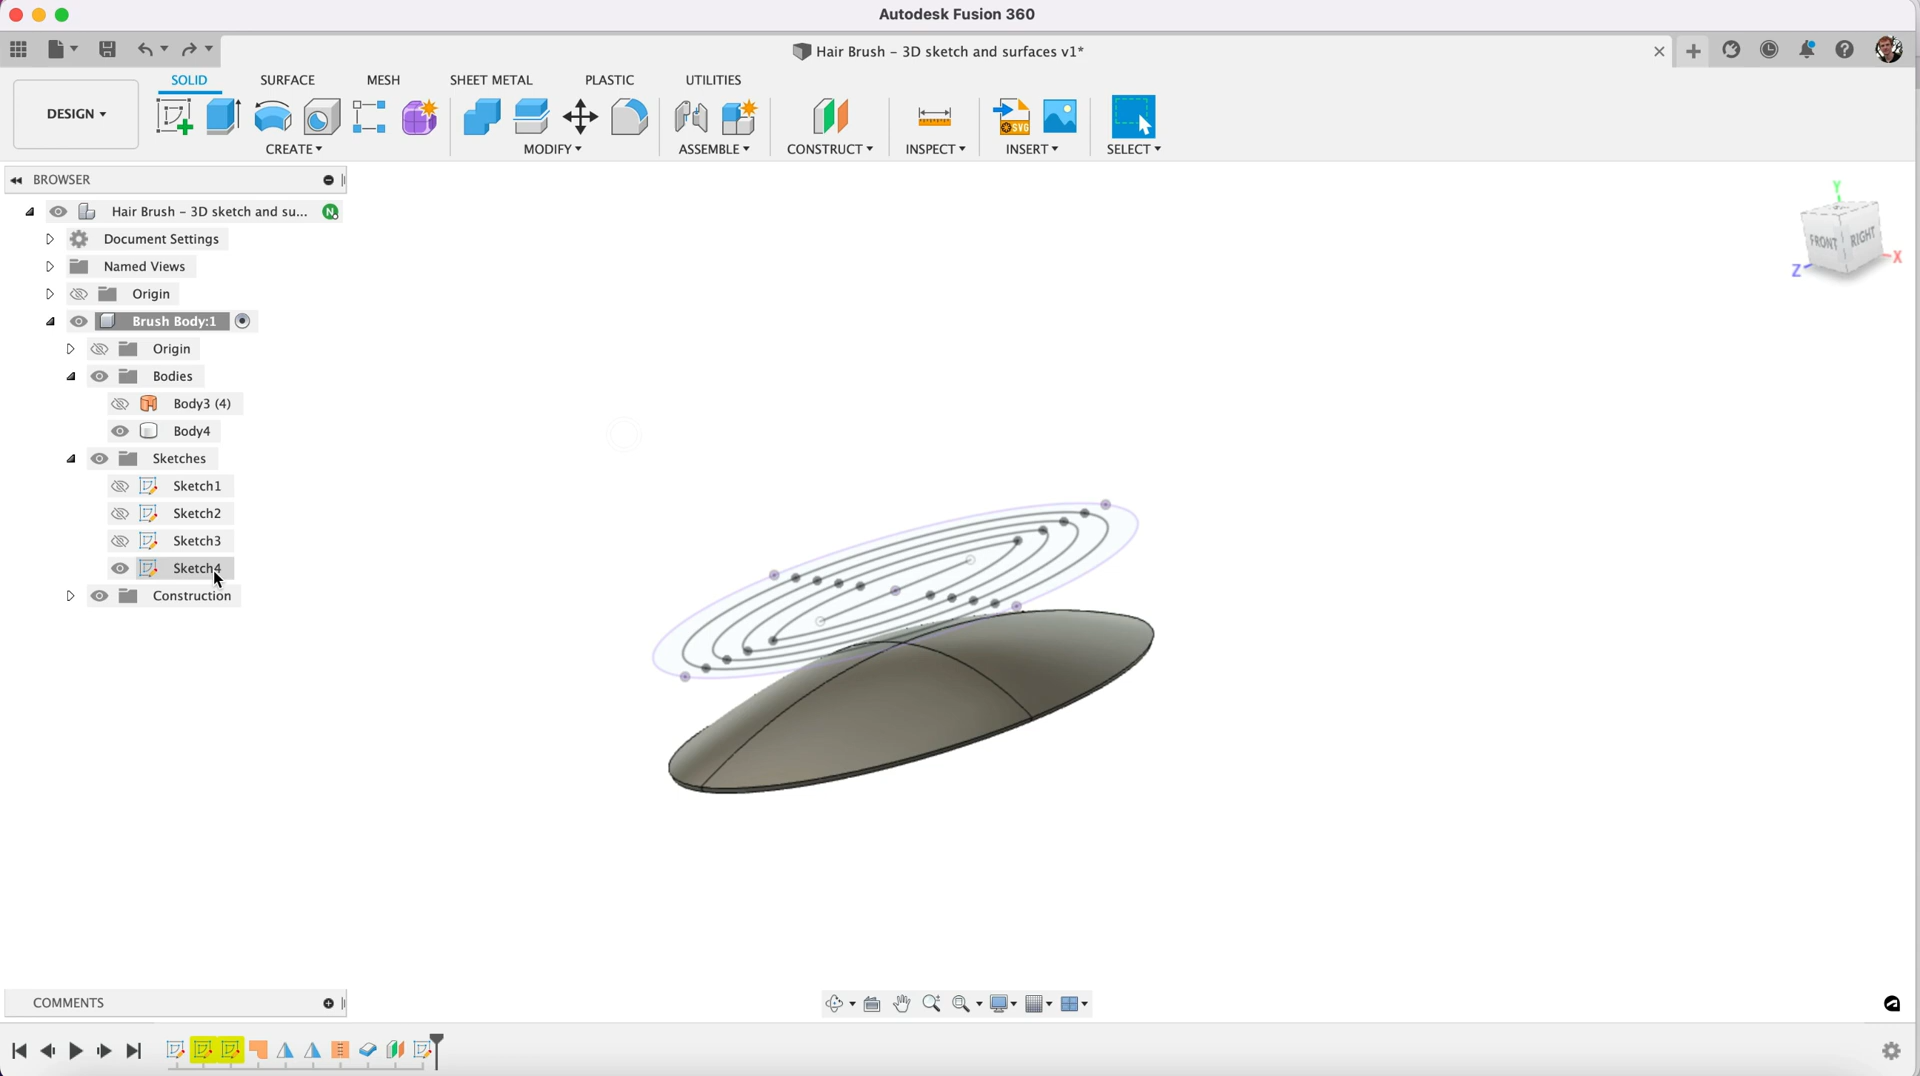 Autodesk Fusion 360
Hair Brush – 3D sketch and surfaces v1*
SOLID SURFACE MESH SHEET METAL PLASTIC UTILITIES
DESIGN
CREATE MODIFY ASSEMBLE CONSTRUCT INSPECT INSERT SELECT
SVG
BROWSER
Hair Brush – 3D sketch and su... N
Document Settings
Named Views
Origin
Brush Body:1
Origin
Bodies
Body3 (4)
Body4
Sketches
Sketch1
Sketch2
Sketch3
Sketch4
Construction
Y
FRONT RIGHT
X
Z
COMMENTS